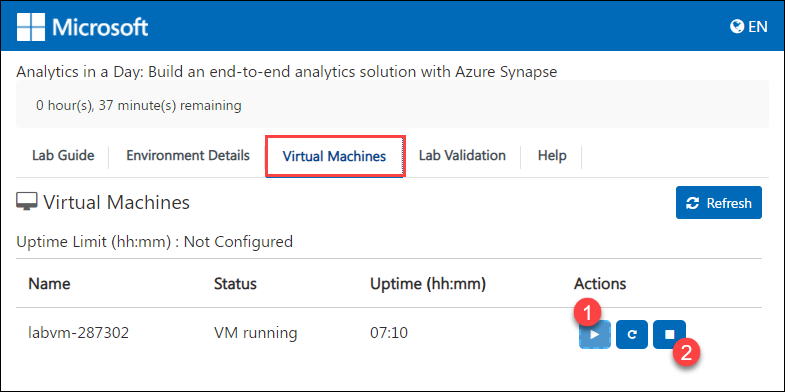 Microsoft EN
Analytics in a Day: Build an end-to-end analytics solution with Azure Synapse
0 hour(s), 37 minute(s) remaining
Lab Guide Environment Details Virtual Machines Lab Validation Help
Virtual Machines Refresh
Uptime Limit (hh:mm) : Not Configured
Name Status Uptime (hh:mm) Actions
1
labvm-287302 VM running 07:10
2